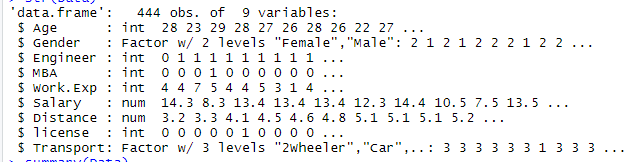 > str(Data)
'data.frame':   444 obs. of  9 variables:
 $ Age      : int  28 23 29 28 27 26 28 26 22 27 ...
 $ Gender   : Factor w/ 2 levels "Female","Male": 2 1 2 1 2 2 2 1 2 2 ...
 $ Engineer : int  0 1 1 1 1 1 1 1 1 1 ...
 $ MBA      : int  0 0 0 1 0 0 0 0 0 0 ...
 $ Work.Exp : int  4 4 7 5 4 4 5 3 1 4 ...
 $ Salary   : num  14.3 8.3 13.4 13.4 13.4 12.3 14.4 10.5 7.5 13.5 ...
 $ Distance : num  3.2 3.3 4.1 4.5 4.6 4.8 5.1 5.1 5.1 5.2 ...
 $ license  : int  0 0 0 0 0 1 0 0 0 0 ...
 $ Transport: Factor w/ 3 levels "2Wheeler","Car",..: 3 3 3 3 3 3 1 3 3 3 ...
> summary(Data)